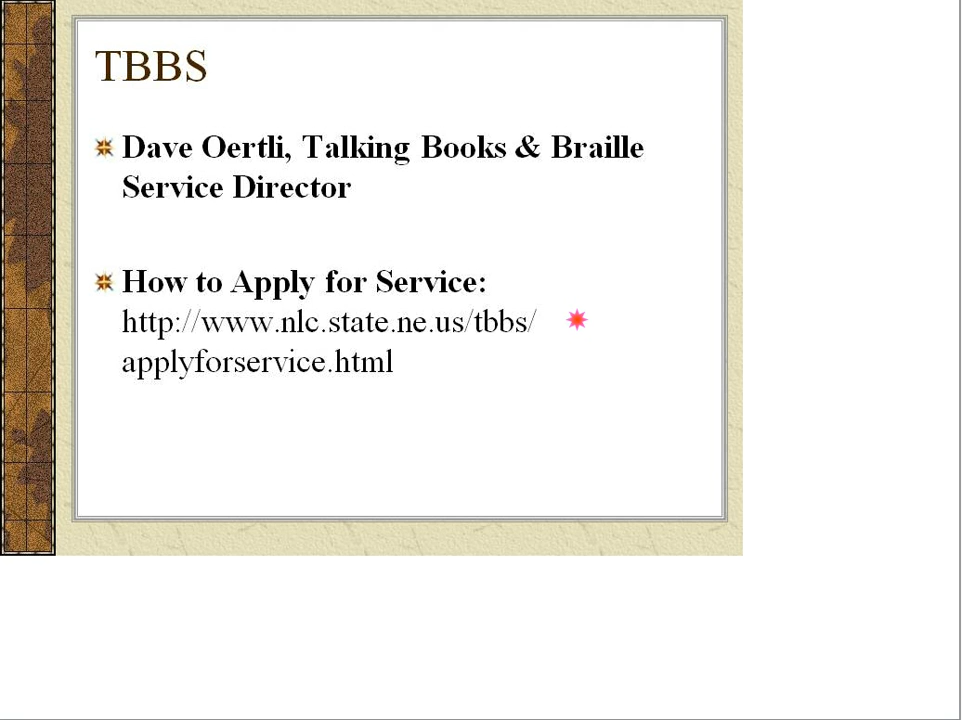 TBBS
Dave Oertli, Talking Books & Braille
Service Director
How to Apply for Service:
http://www.nlc.state.ne.us/tbbs/
applyforservice.html